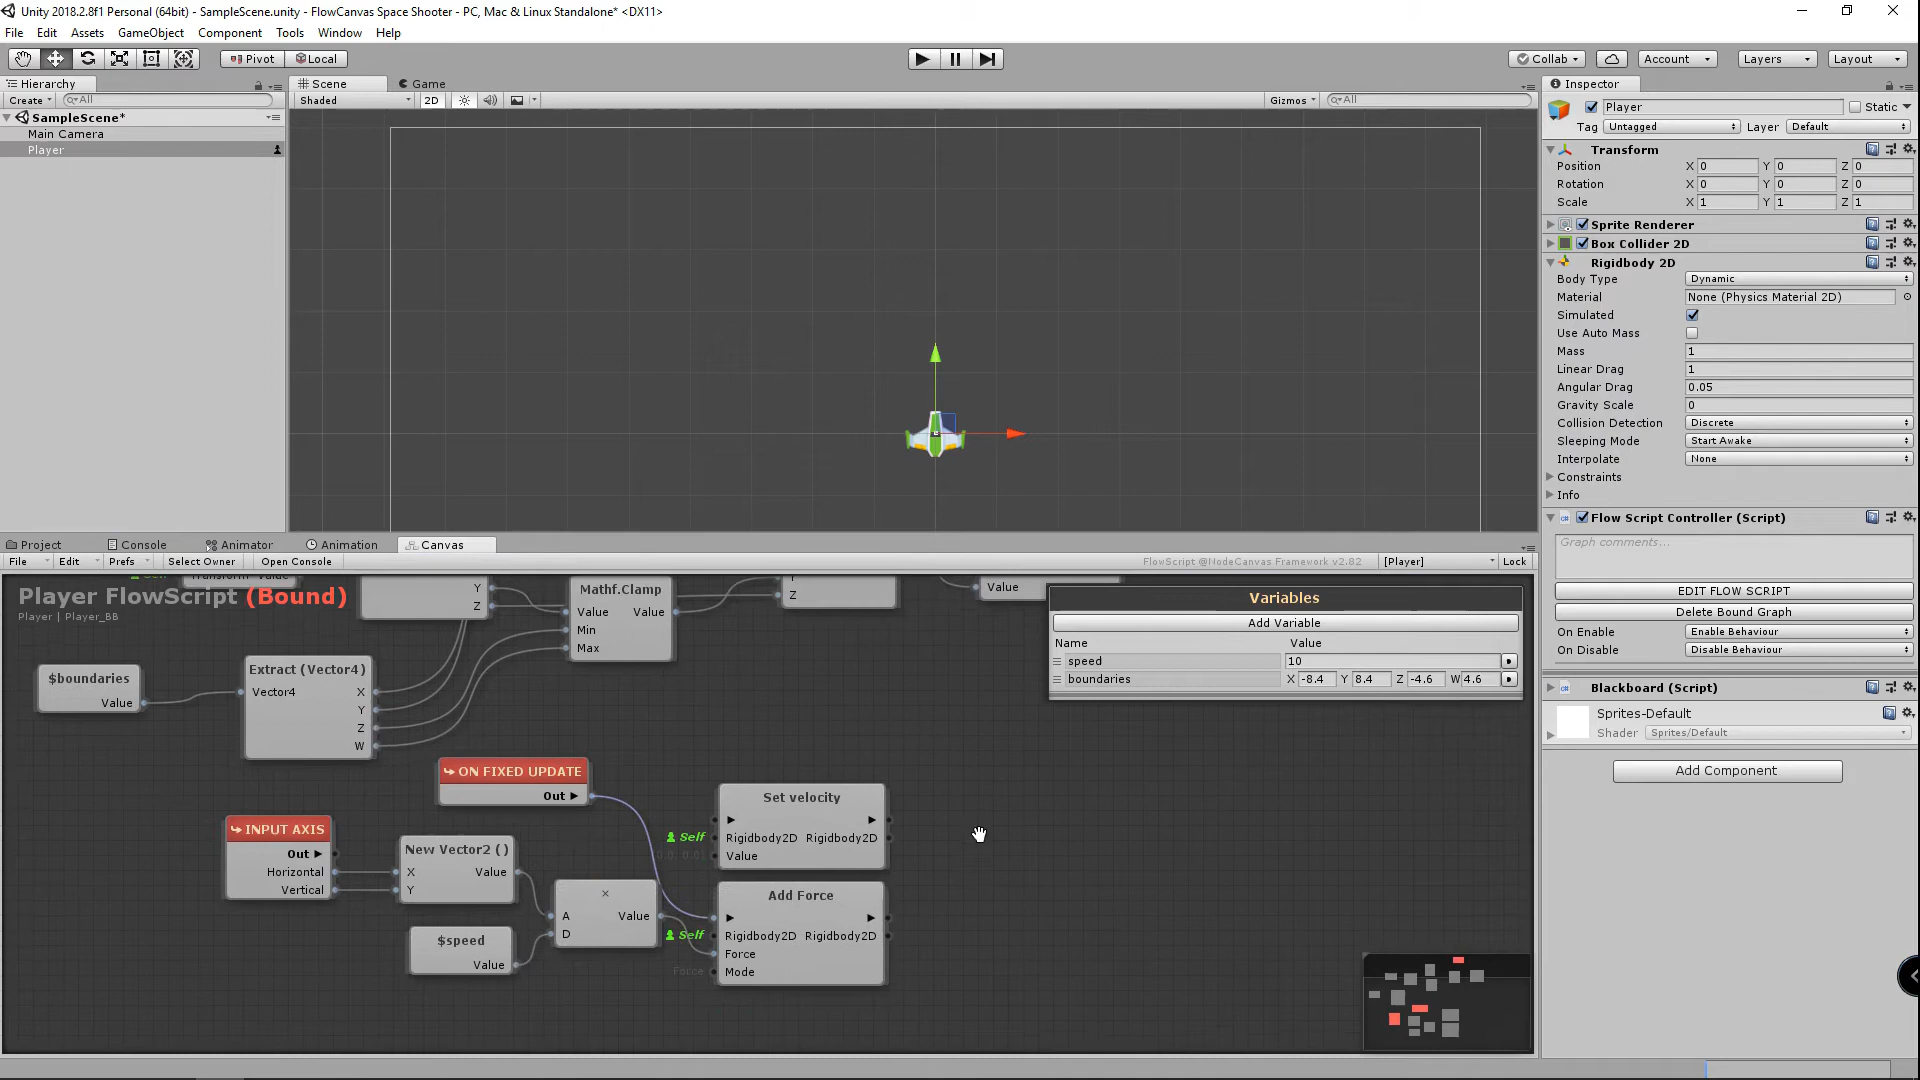 Unity 2018.2.8f1 Personal (64bit) - SampleScene.unity - FlowCanvas Space Shooter - PC, Mac & Linux Standalone* <DX11>
File Edit Assets GameObject Component Tools Window Help
Pivot Local Collab Account Layers Layout
Hierarchy
Create All
SampleScene*
Main Camera
Player
Scene Game
Shaded 2D Gizmos All
Inspector
Player Static
Tag Untagged Layer Default
Transform
Position X 0 Y 0 Z 0
Rotation X 0 Y 0 Z 0
Scale X 1 Y 1 Z 1
Sprite Renderer
Box Collider 2D
Rigidbody 2D
Body Type Dynamic
Material None (Physics Material 2D)
Simulated
Use Auto Mass
Mass 1
Linear Drag 1
Angular Drag 0.05
Gravity Scale 0
Collision Detection Discrete
Sleeping Mode Start Awake
Interpolate None
Constraints
Info
Flow Script Controller (Script)
Graph comments...
EDIT FLOW SCRIPT
Delete Bound Graph
On Enable Enable Behaviour
On Disable Disable Behaviour
Blackboard (Script)
Sprites-Default
Shader Sprites/Default
Add Component
Project Console Animator Animation Canvas
File Edit Prefs Select Owner Open Console FlowScript @NodeCanvas Framework v2.82 [Player] Lock
Player FlowScript (Bound)
Player | Player_BB
Y
Z
Mathf.Clamp
Value Value
Min
Max
Z
Value
Variables
Add Variable
Name Value
speed 10
boundaries X -8.4 Y 8.4 Z -4.6 W 4.6
$boundaries
Value
Extract (Vector4)
Vector4 X
Y
Z
W
ON FIXED UPDATE
Out
INPUT AXIS
Out
Horizontal
Vertical
New Vector2 ()
X Value
Y
$speed
Value
×
A Value
D
Set velocity
Self Rigidbody2D Rigidbody2D
Value
Add Force
Self Rigidbody2D Rigidbody2D
Force
Force Mode